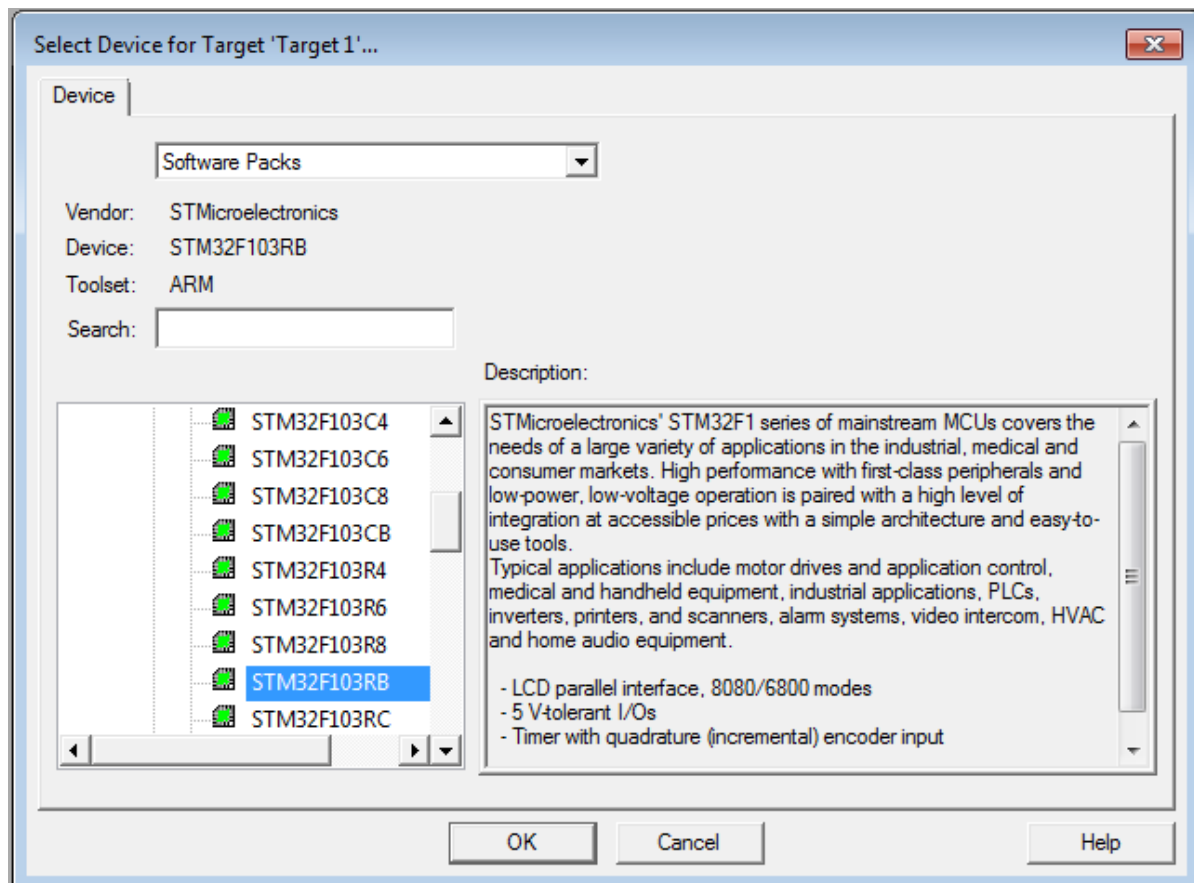 Select Device for Target 'Target 1'...
Device
Software Packs
Vendor: STMicroelectronics
Device: STM32F103RB
Toolset: ARM
Search:
Description:
STM32F103C4
STM32F103C6
STM32F103C8
STM32F103CB
STM32F103R4
STM32F103R6
STM32F103R8
STM32F103RB
STM32F103RC
STMicroelectronics' STM32F1 series of mainstream MCUs covers the
needs of a large variety of applications in the industrial, medical and
consumer markets. High performance with first-class peripherals and
low-power, low-voltage operation is paired with a high level of
integration at accessible prices with a simple architecture and easy-to-
use tools.
Typical applications include motor drives and application control,
medical and handheld equipment, industrial applications, PLCs,
inverters, printers, and scanners, alarm systems, video intercom, HVAC
and home audio equipment.
- LCD parallel interface, 8080/6800 modes
- 5 V-tolerant I/Os
- Timer with quadrature (incremental) encoder input
OK Cancel Help